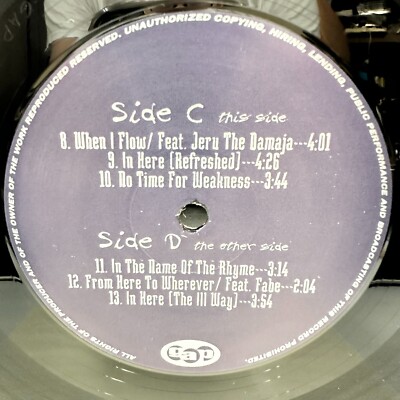 ALL RIGHTS OF THE PRODUCER AND OF THE OWNER OF THE WORK REPRODUCED RESERVED. UNAUTHORIZED COPYING, HIRING, LENDING, PUBLIC PERFORMANCE AND BROADCASTING OF THIS RECORD PROHIBITED.
Side C this side
8. When I Flow/ Feat. Jeru The Damaja---4:01
9. In Here (Refreshed)---4:26
10. No Time For Weakness---3:44
Side D the other side
11. In The Name Of The Rhyme---3:14
12. From Here To Wherever/ Feat. Fabe---2:04
13. In Here (The Ill Way)---3:54
gap